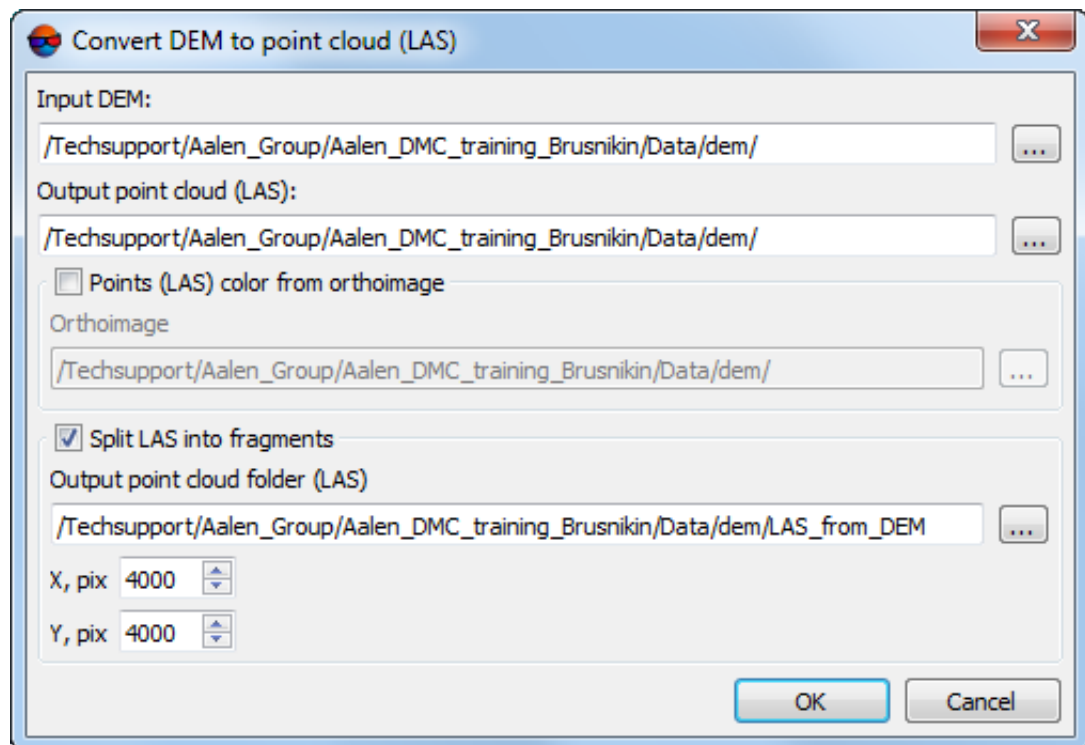 Convert DEM to point cloud (LAS)
Input DEM:
/Techsupport/Aalen_Group/Aalen_DMC_training_Brusnikin/Data/dem/
...
Output point cloud (LAS):
/Techsupport/Aalen_Group/Aalen_DMC_training_Brusnikin/Data/dem/
...
Points (LAS) color from orthoimage
Orthoimage
/Techsupport/Aalen_Group/Aalen_DMC_training_Brusnikin/Data/dem/
...
Split LAS into fragments
Output point cloud folder (LAS)
/Techsupport/Aalen_Group/Aalen_DMC_training_Brusnikin/Data/dem/LAS_from_DEM
...
X, pix 4000
Y, pix 4000
OK Cancel